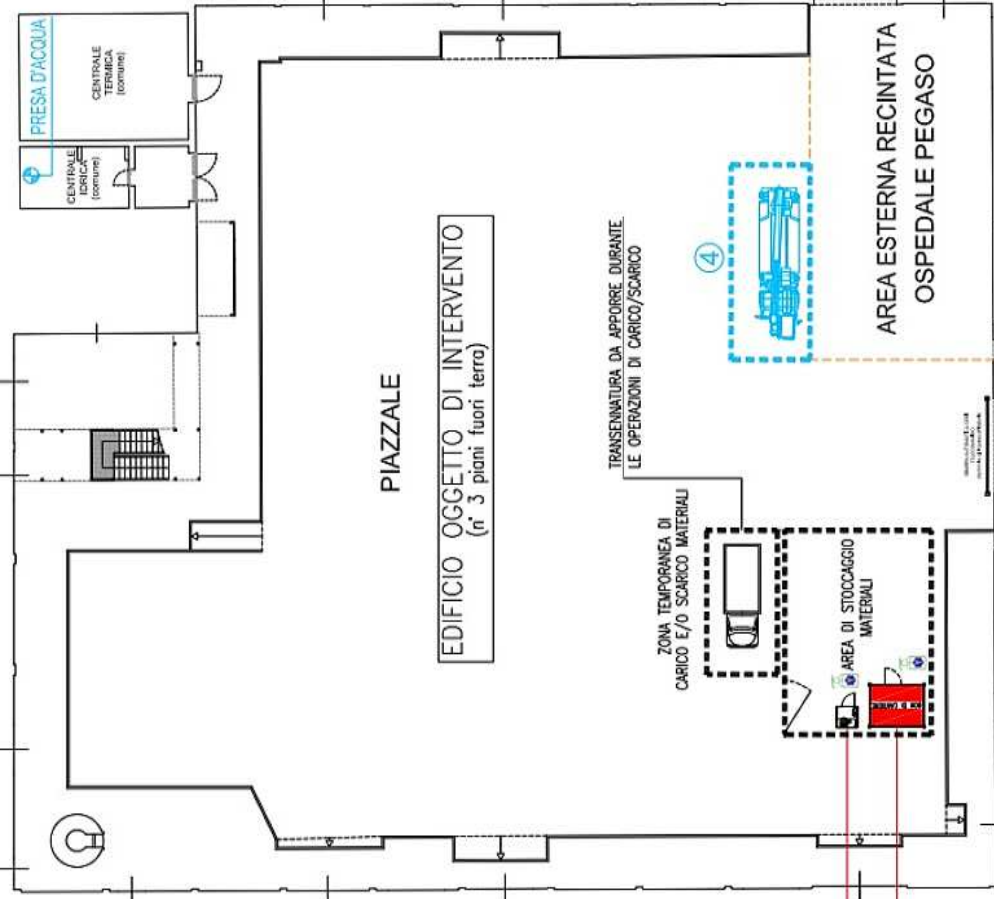 PRESA D'ACQUA
CENTRALE
TERMICA
(comune)
CENTRALE
IDRICA
(comune)
PIAZZALE
EDIFICIO OGGETTO DI INTERVENTO
(n° 3 piani fuori terra)
TRANSENNATURA DA APPORRE DURANTE
LE OPERAZIONI DI CARICO/SCARICO
4
AREA ESTERNA RECINTATA
OSPEDALE PEGASO
ZONA TEMPORANEA DI
CARICO E/O SCARICO MATERIALI
AREA DI STOCCAGGIO
MATERIALI